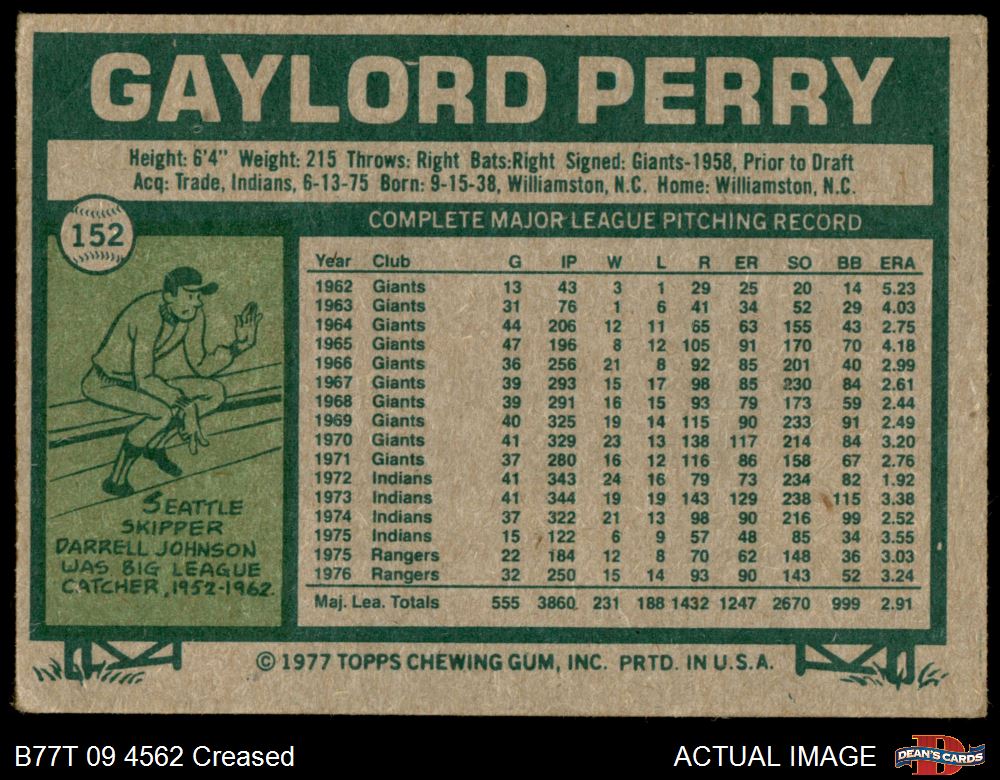 GAYLORD PERRY
Height: 6'4" Weight: 215 Throws: Right Bats:Right Signed: Giants-1958, Prior to Draft
Acq: Trade, Indians, 6-13-75 Born: 9-15-38, Williamston, N.C. Home: Williamston, N.C.
152
COMPLETE MAJOR LEAGUE PITCHING RECORD
Year Club G IP W L R ER SO BB ERA
1962 Giants 13 43 3 1 29 25 20 14 5.23
1963 Giants 31 76 1 6 41 34 52 29 4.03
1964 Giants 44 206 12 11 65 63 155 43 2.75
1965 Giants 47 196 8 12 105 91 170 70 4.18
1966 Giants 36 256 21 8 92 85 201 40 2.99
1967 Giants 39 293 15 17 98 85 230 84 2.61
1968 Giants 39 291 16 15 93 79 173 59 2.44
1969 Giants 40 325 19 14 115 90 233 91 2.49
1970 Giants 41 329 23 13 138 117 214 84 3.20
1971 Giants 37 280 16 12 116 86 158 67 2.76
1972 Indians 41 343 24 16 79 73 234 82 1.92
1973 Indians 41 344 19 19 143 129 238 115 3.38
1974 Indians 37 322 21 13 98 90 216 99 2.52
1975 Indians 15 122 6 9 57 48 85 34 3.55
1975 Rangers 22 184 12 8 70 62 148 36 3.03
1976 Rangers 32 250 15 14 93 90 143 52 3.24
Maj. Lea. Totals 555 3860 231 188 1432 1247 2670 999 2.91
SEATTLE
SKIPPER
DARRELL JOHNSON
WAS BIG LEAGUE
CATCHER, 1952-1962.
© 1977 TOPPS CHEWING GUM, INC. PRTD. IN U.S.A.
B77T 09 4562 Creased
ACTUAL IMAGE
D
DEAN'S CARDS